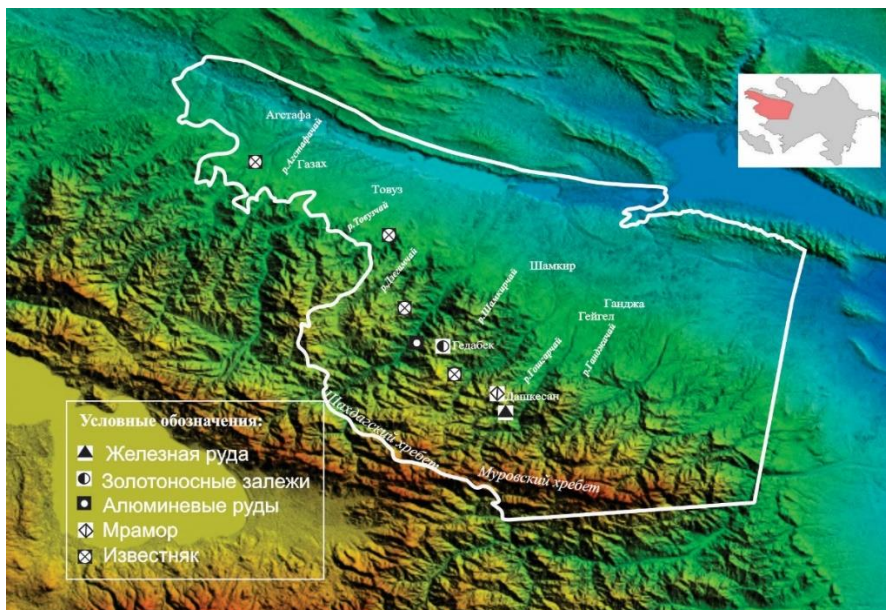 Агстафа
р.Агстафачай
Газах
Товуз
р.Товузчай
р.Дзегамчай
Шамкир
р.Шамкирчай
Ганджа
Гейгел
р.Гошгарчай
р.Ганджачай
Гедабек
Дашкесан
Шахдагский хребет
Муровский хребет
Условные обозначения:
Железная руда
Золотоносные залежи
Алюминевые руды
Мрамор
Известняк